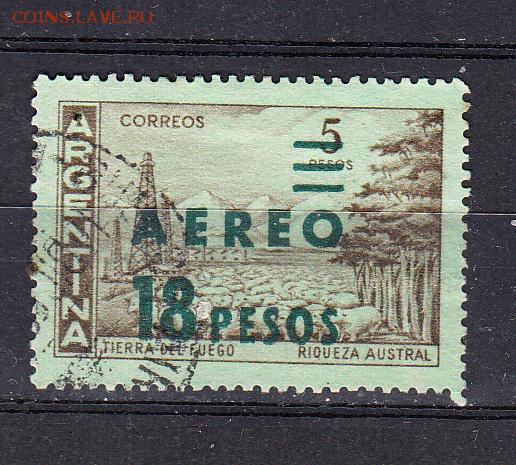 COINS.LAVE.RU
ARGENTINA
CORREOS
5
PESOS
AEREO
18 PESOS
TIERRA DEL FUEGO
RIQUEZA AUSTRAL